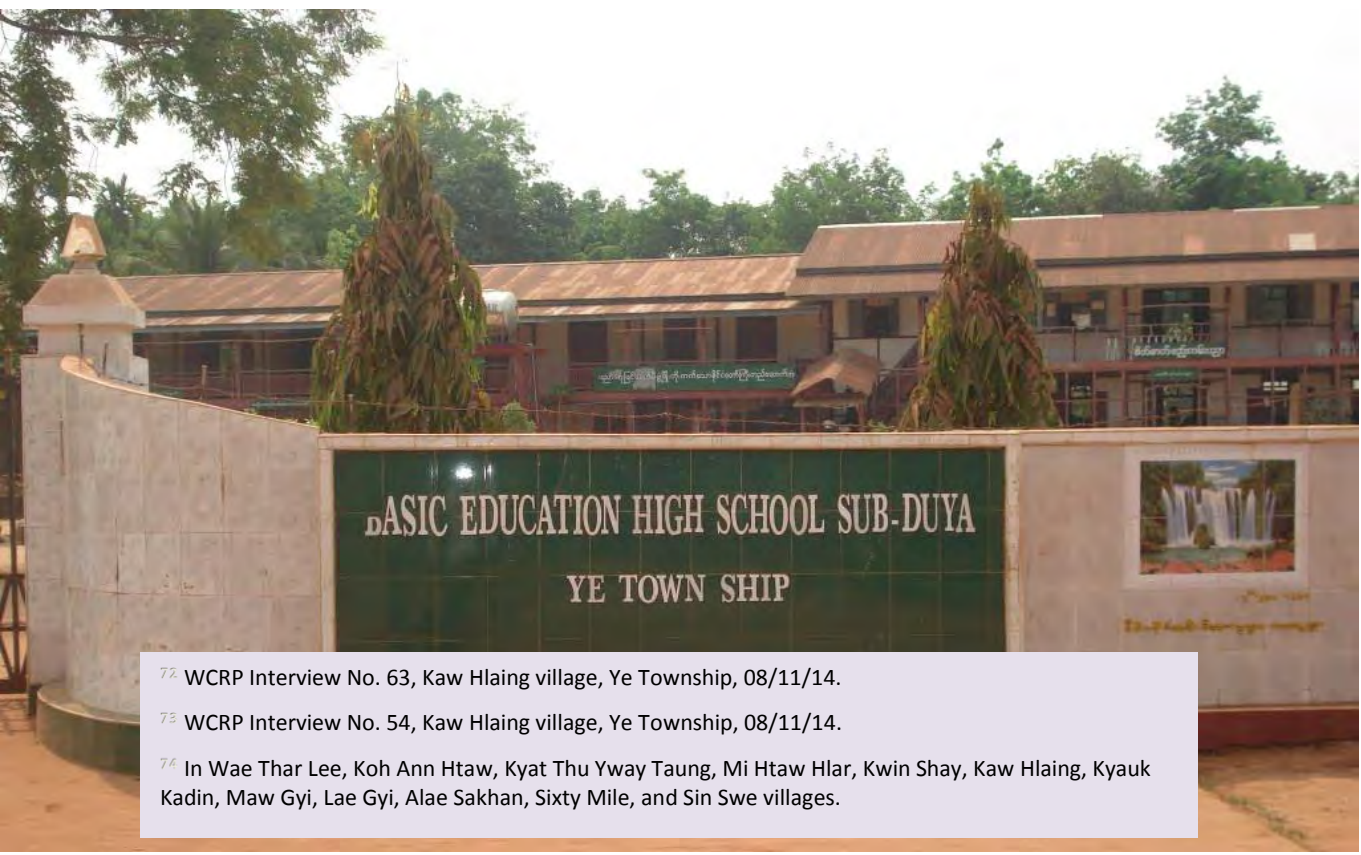 DASIC EDUCATION HIGH SCHOOL SUB-DUYA
YE TOWN SHIP
72 WCRP Interview No. 63, Kaw Hlaing village, Ye Township, 08/11/14.
73 WCRP Interview No. 54, Kaw Hlaing village, Ye Township, 08/11/14.
74 In Wae Thar Lee, Koh Ann Htaw, Kyat Thu Yway Taung, Mi Htaw Hlar, Kwin Shay, Kaw Hlaing, Kyauk
Kadin, Maw Gyi, Lae Gyi, Alae Sakhan, Sixty Mile, and Sin Swe villages.